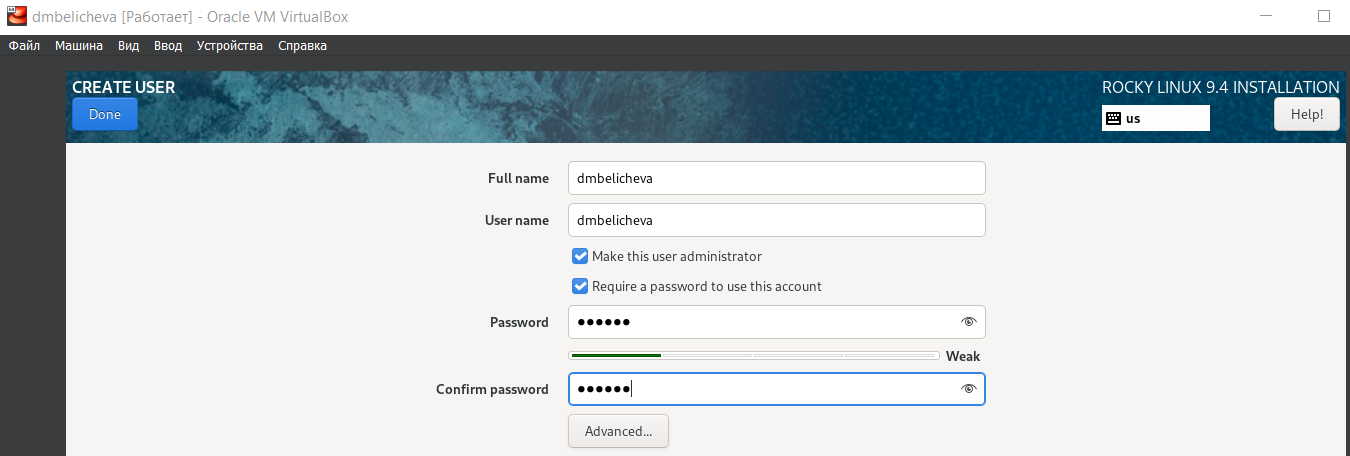 dmbelicheva [Работает] - Oracle VM VirtualBox
Файл Машина Вид Ввод Устройства Справка
CREATE USER
ROCKY LINUX 9.4 INSTALLATION
Done
us
Help!
Full name dmbelicheva
User name dmbelicheva
Make this user administrator
Require a password to use this account
Password ●●●●●●
Weak
Confirm password ●●●●●●
Advanced...